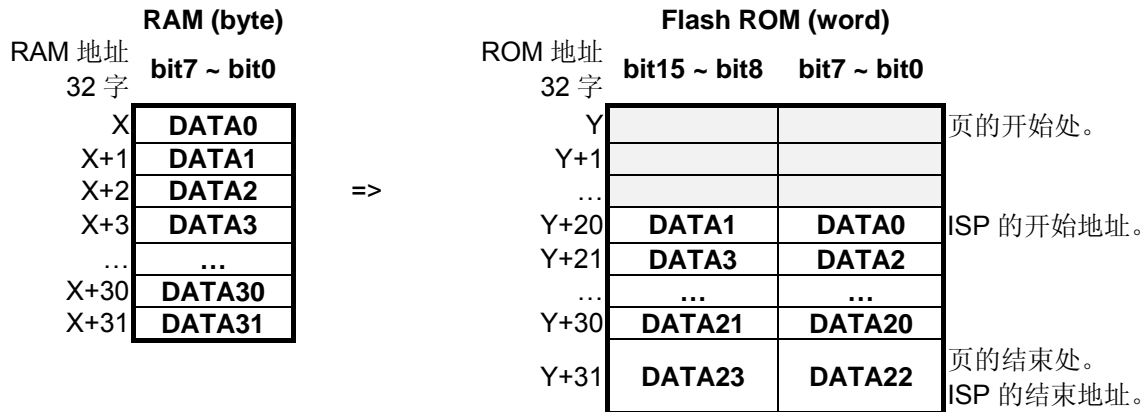 RAM (byte) Flash ROM (word)
RAM 地址 32 字 bit7 ~ bit0 ROM 地址 32 字 bit15 ~ bit8 bit7 ~ bit0
X DATA0 Y 页的开始处。
X+1 DATA1 Y+1
X+2 DATA2 => …
X+3 DATA3 Y+20 DATA1 DATA0 ISP 的开始地址。
… … Y+21 DATA3 DATA2
X+30 DATA30 … … …
X+31 DATA31 Y+30 DATA21 DATA20
Y+31 DATA23 DATA22 页的结束处。
ISP 的结束地址。